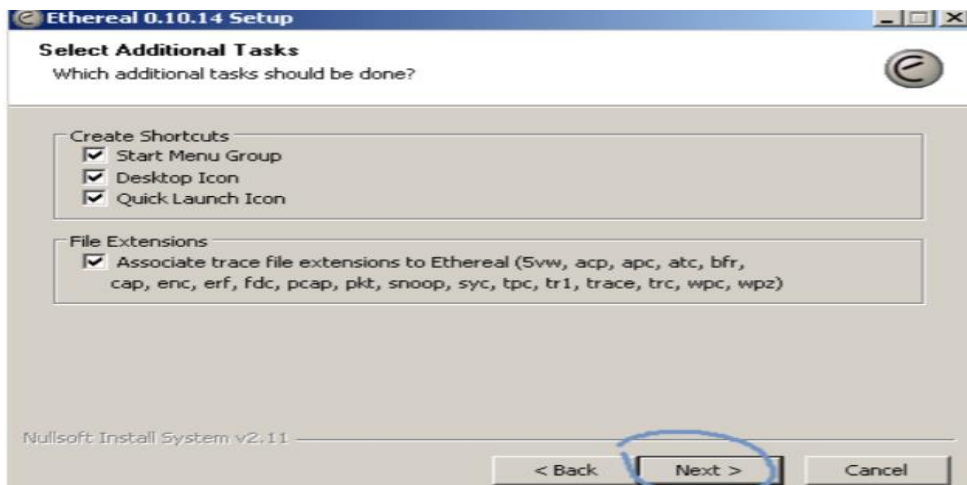 Ethereal 0.10.14 Setup
Select Additional Tasks
Which additional tasks should be done?
Create Shortcuts
Start Menu Group
Desktop Icon
Quick Launch Icon
File Extensions
Associate trace file extensions to Ethereal (5vw, acp, apc, atc, bfr,
cap, enc, erf, fdc, pcap, pkt, snoop, syc, tpc, tr1, trace, trc, wpc, wpz)
Nullsoft Install System v2.11
< Back Next > Cancel